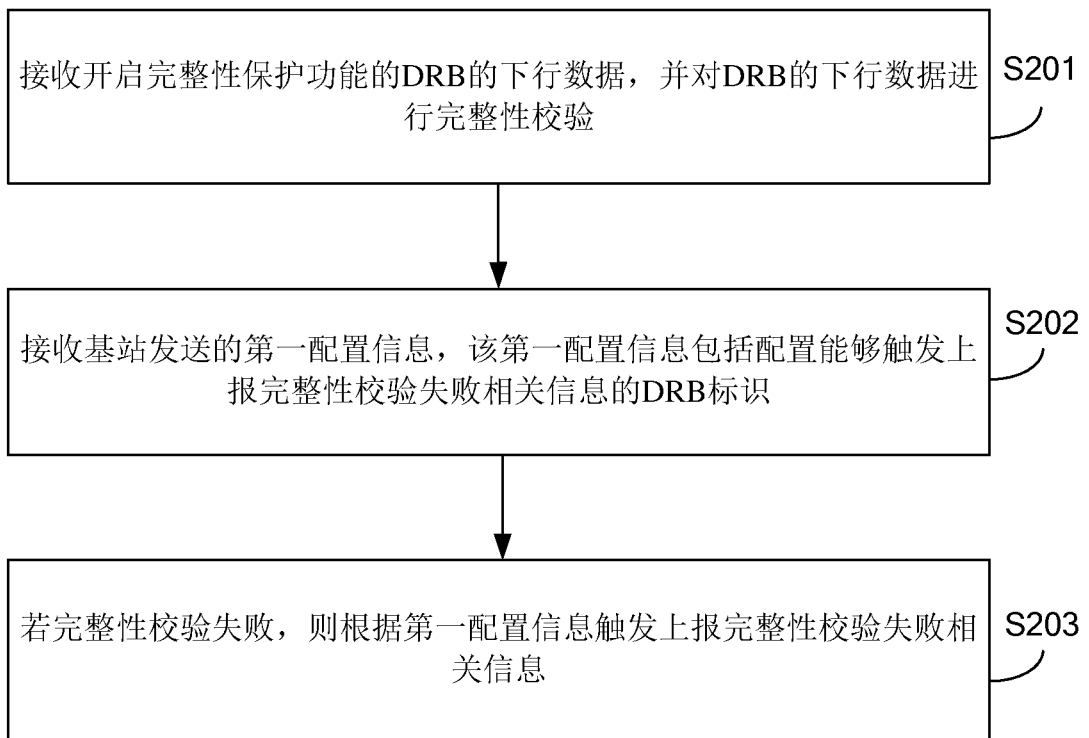 接收开启完整性保护功能的DRB的下行数据，并对DRB的下行数据进
行完整性校验
S201
接收基站发送的第一配置信息，该第一配置信息包括配置能够触发上
报完整性校验失败相关信息的DRB标识
S202
若完整性校验失败，则根据第一配置信息触发上报完整性校验失败相
关信息
S203